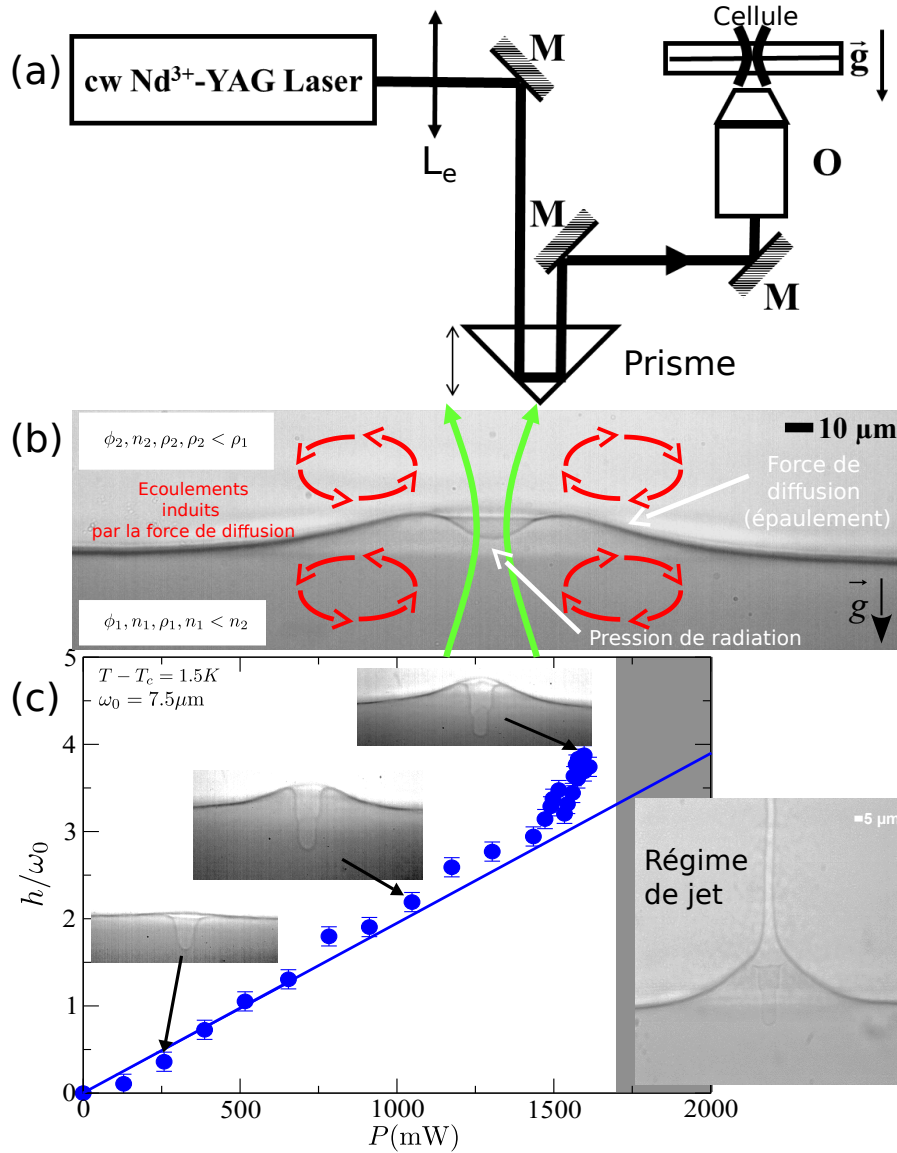 (a)
cw Nd³⁺-YAG Laser
Lₑ
M
Cellule
g⃗
O
M
M
Prisme
(b)
ϕ₂, n₂, ρ₂, ρ₂ < ρ₁
10 µm
Ecoulements
induits
par la force de diffusion
Force de
diffusion
(épaulement)
ϕ₁, n₁, ρ₁, n₁ < n₂
Pression de radiation
g⃗
(c)
T − T_c = 1.5K
ω₀ = 7.5µm
5
4
3
2
1
0
h/ω₀
0
500
1000
1500
2000
P(mW)
Régime
de jet
5 µm